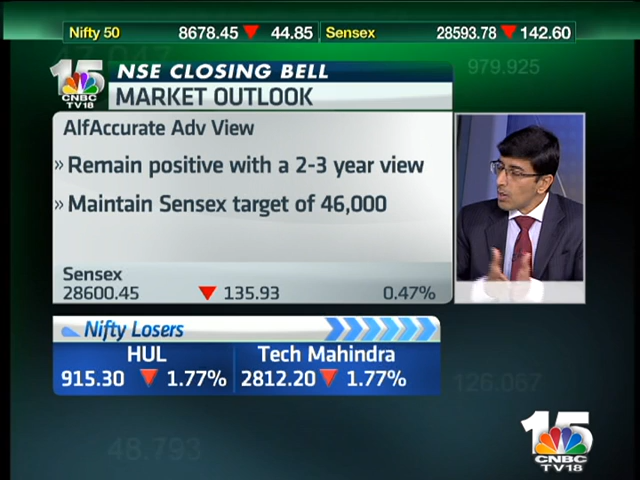 Nifty 50 8678.45 ▼ 44.85 Sensex 28593.78 ▼ 142.60
979.925
15 NSE CLOSING BELL
CNBC
TV18
MARKET OUTLOOK
AlfAccurate Adv View
» Remain positive with a 2-3 year view
» Maintain Sensex target of 46,000
Sensex
28600.45 ▼ 135.93 0.47%
Nifty Losers
HUL Tech Mahindra
915.30 ▼ 1.77% 2812.20 ▼ 1.77%
126.067
48.793
15
CNBC
TV18